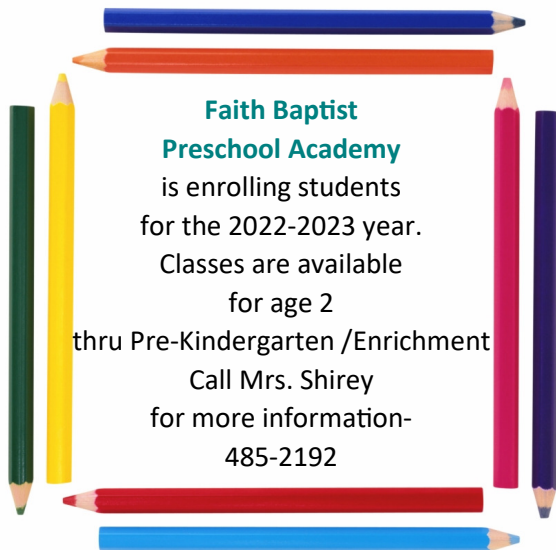 Faith Baptist
Preschool Academy
is enrolling students
for the 2022-2023 year.
Classes are available
for age 2
thru Pre-Kindergarten /Enrichment
Call Mrs. Shirey
for more information-
485-2192